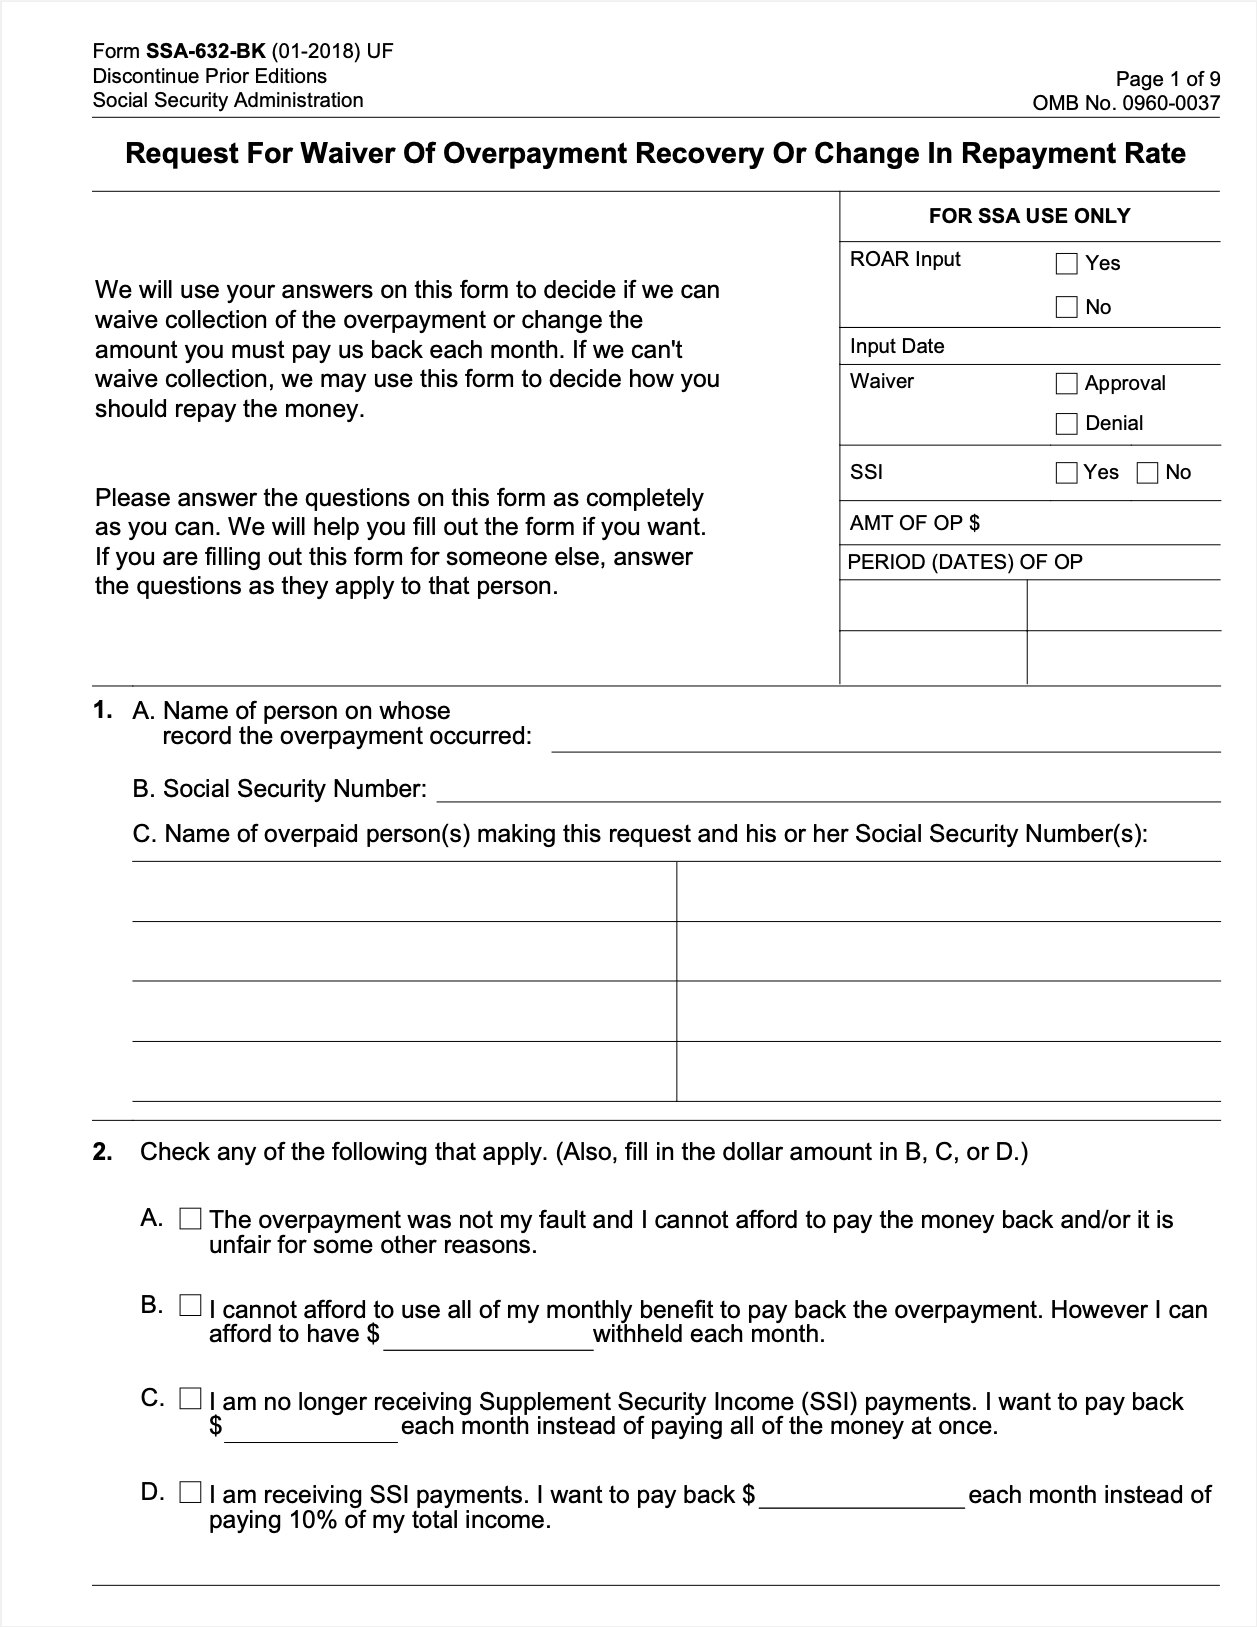 Form SSA-632-BK (01-2018) UF
Discontinue Prior Editions
Social Security Administration
Page 1 of 9
OMB No. 0960-0037
Request For Waiver Of Overpayment Recovery Or Change In Repayment Rate
We will use your answers on this form to decide if we can
waive collection of the overpayment or change the
amount you must pay us back each month. If we can't
waive collection, we may use this form to decide how you
should repay the money.
Please answer the questions on this form as completely
as you can. We will help you fill out the form if you want.
If you are filling out this form for someone else, answer
the questions as they apply to that person.
FOR SSA USE ONLY
ROAR Input
Yes
No
Input Date
Waiver
Approval
Denial
SSI
Yes
No
AMT OF OP $
PERIOD (DATES) OF OP
1. A. Name of person on whose
record the overpayment occurred:
B. Social Security Number:
C. Name of overpaid person(s) making this request and his or her Social Security Number(s):
2. Check any of the following that apply. (Also, fill in the dollar amount in B, C, or D.)
A. The overpayment was not my fault and I cannot afford to pay the money back and/or it is
unfair for some other reasons.
B. I cannot afford to use all of my monthly benefit to pay back the overpayment. However I can
afford to have $ withheld each month.
C. I am no longer receiving Supplement Security Income (SSI) payments. I want to pay back
$ each month instead of paying all of the money at once.
D. I am receiving SSI payments. I want to pay back $ each month instead of
paying 10% of my total income.